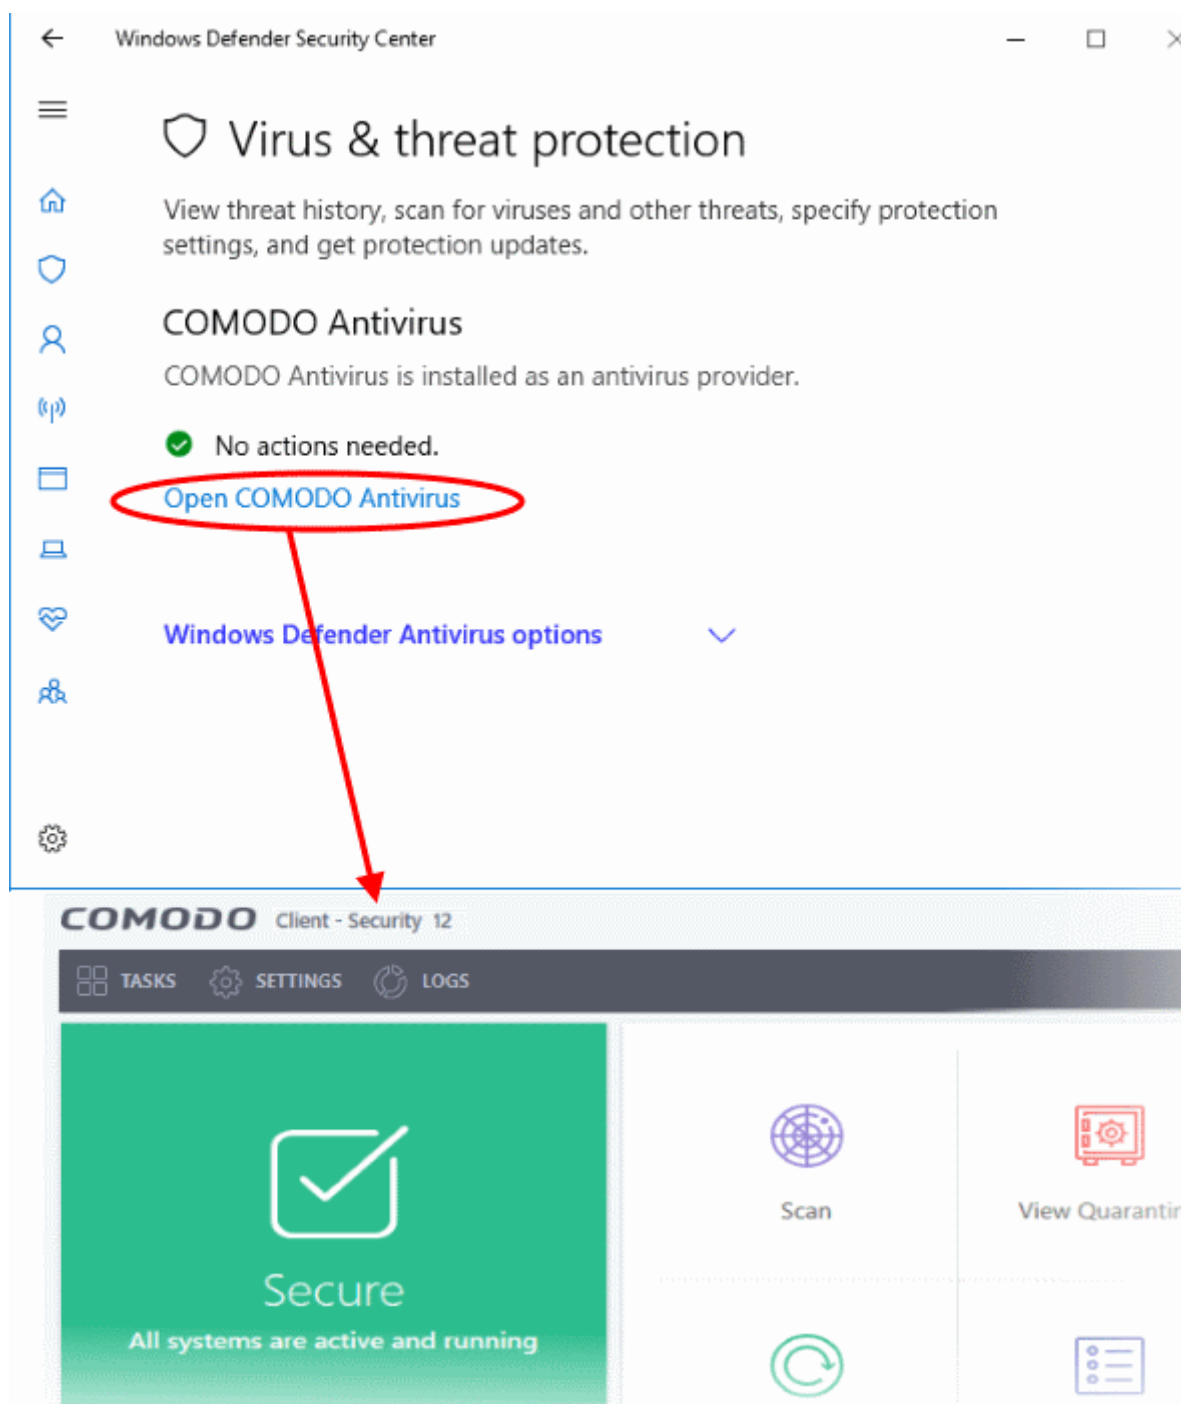 Windows Defender Security Center
Virus & threat protection
View threat history, scan for viruses and other threats, specify protection
settings, and get protection updates.
COMODO Antivirus
COMODO Antivirus is installed as an antivirus provider.
No actions needed.
Open COMODO Antivirus
Windows Defender Antivirus options
COMODO Client - Security 12
TASKS SETTINGS LOGS
Scan
View Quarantin
Secure
All systems are active and running